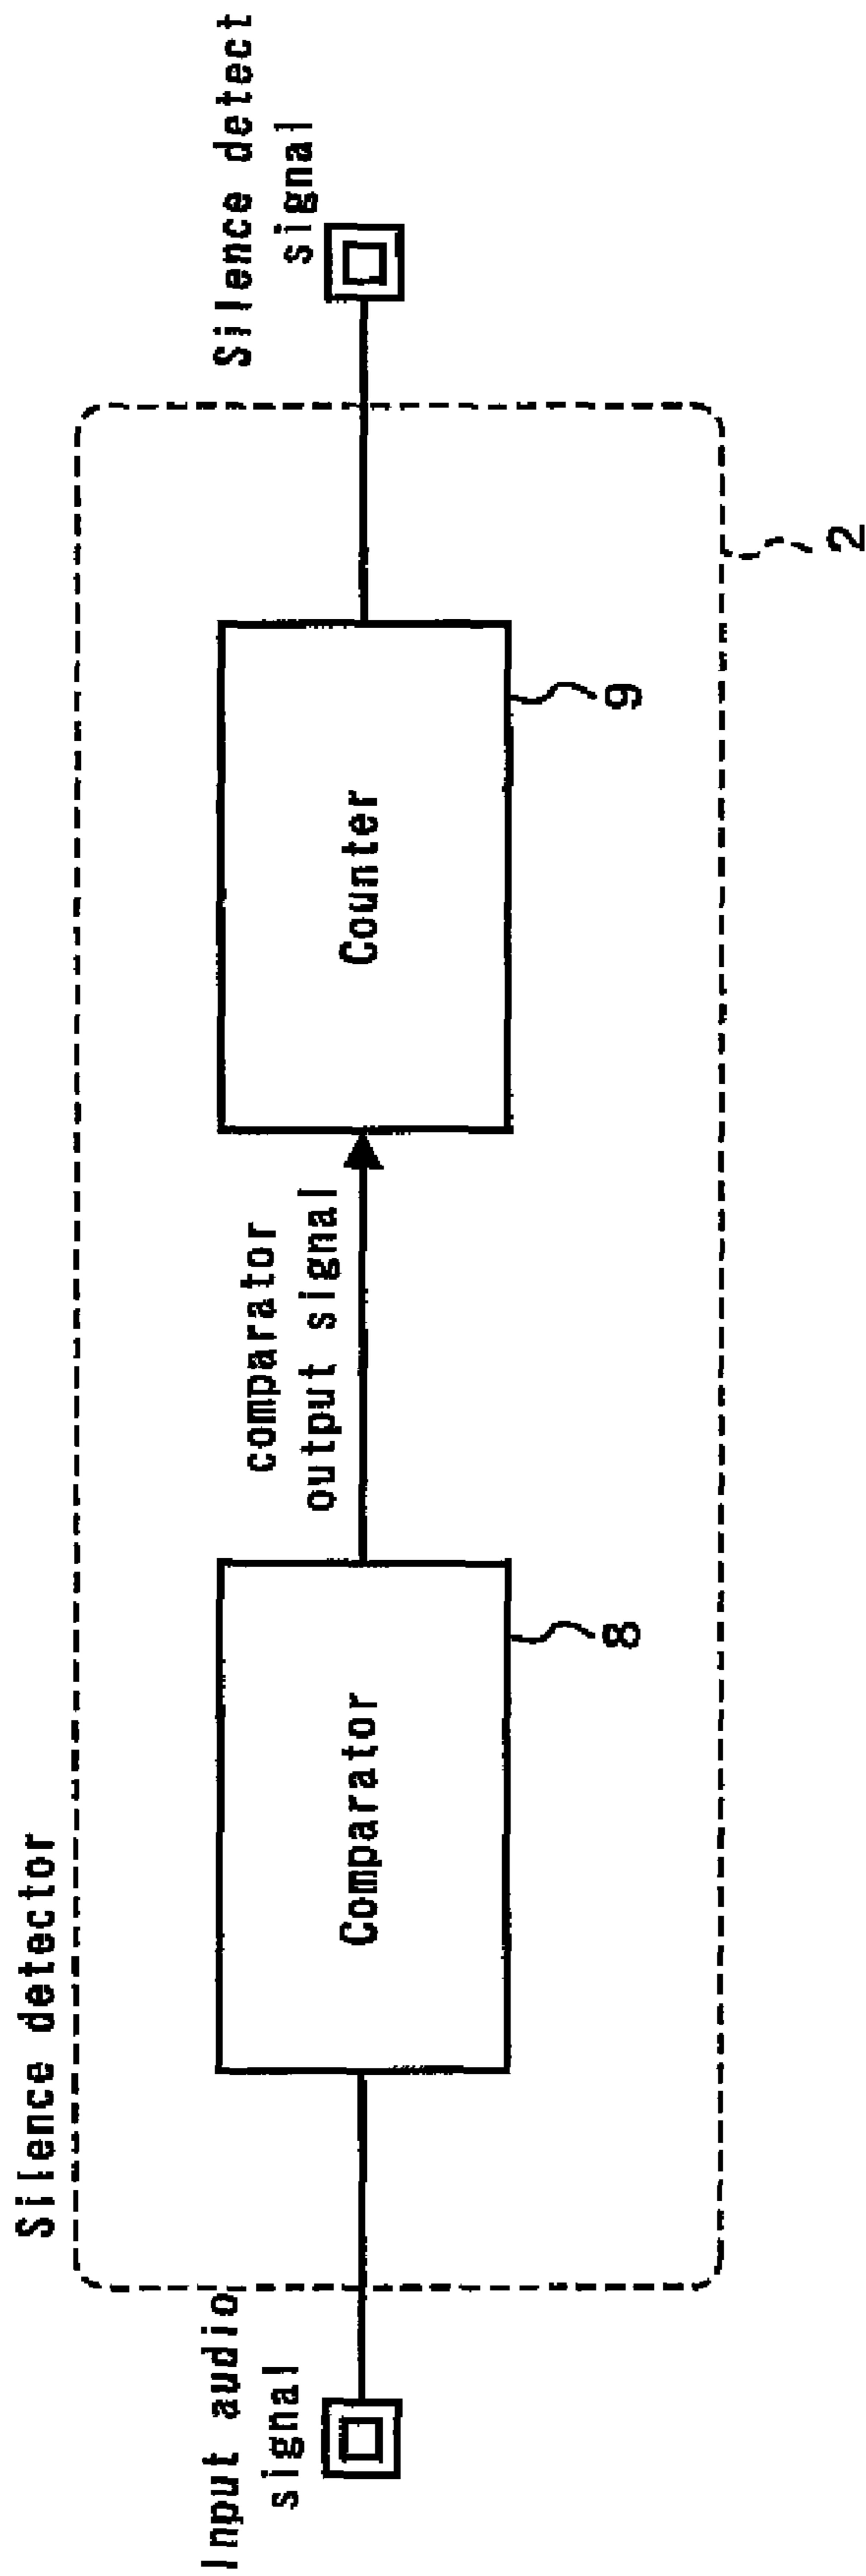 Silence detector
Input audio
signal
Comparator
8
comparator
output signal
Counter
9
2
Silence detect
signal